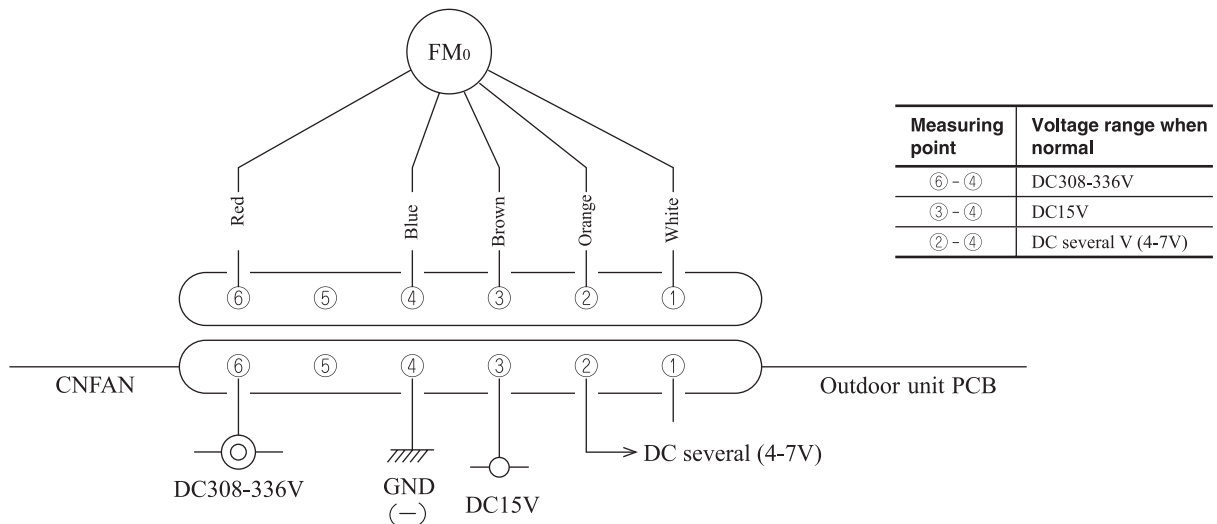 FM₀
Red
Blue
Brown
Orange
White
⑥ ⑤ ④ ③ ② ①
⑥ ⑤ ④ ③ ② ①
CNFAN
Outdoor unit PCB
DC308-336V
GND
(−)
DC15V
DC several (4-7V)
Measuring point
Voltage range when normal
⑥ - ④ DC308-336V
③ - ④ DC15V
② - ④ DC several V (4-7V)